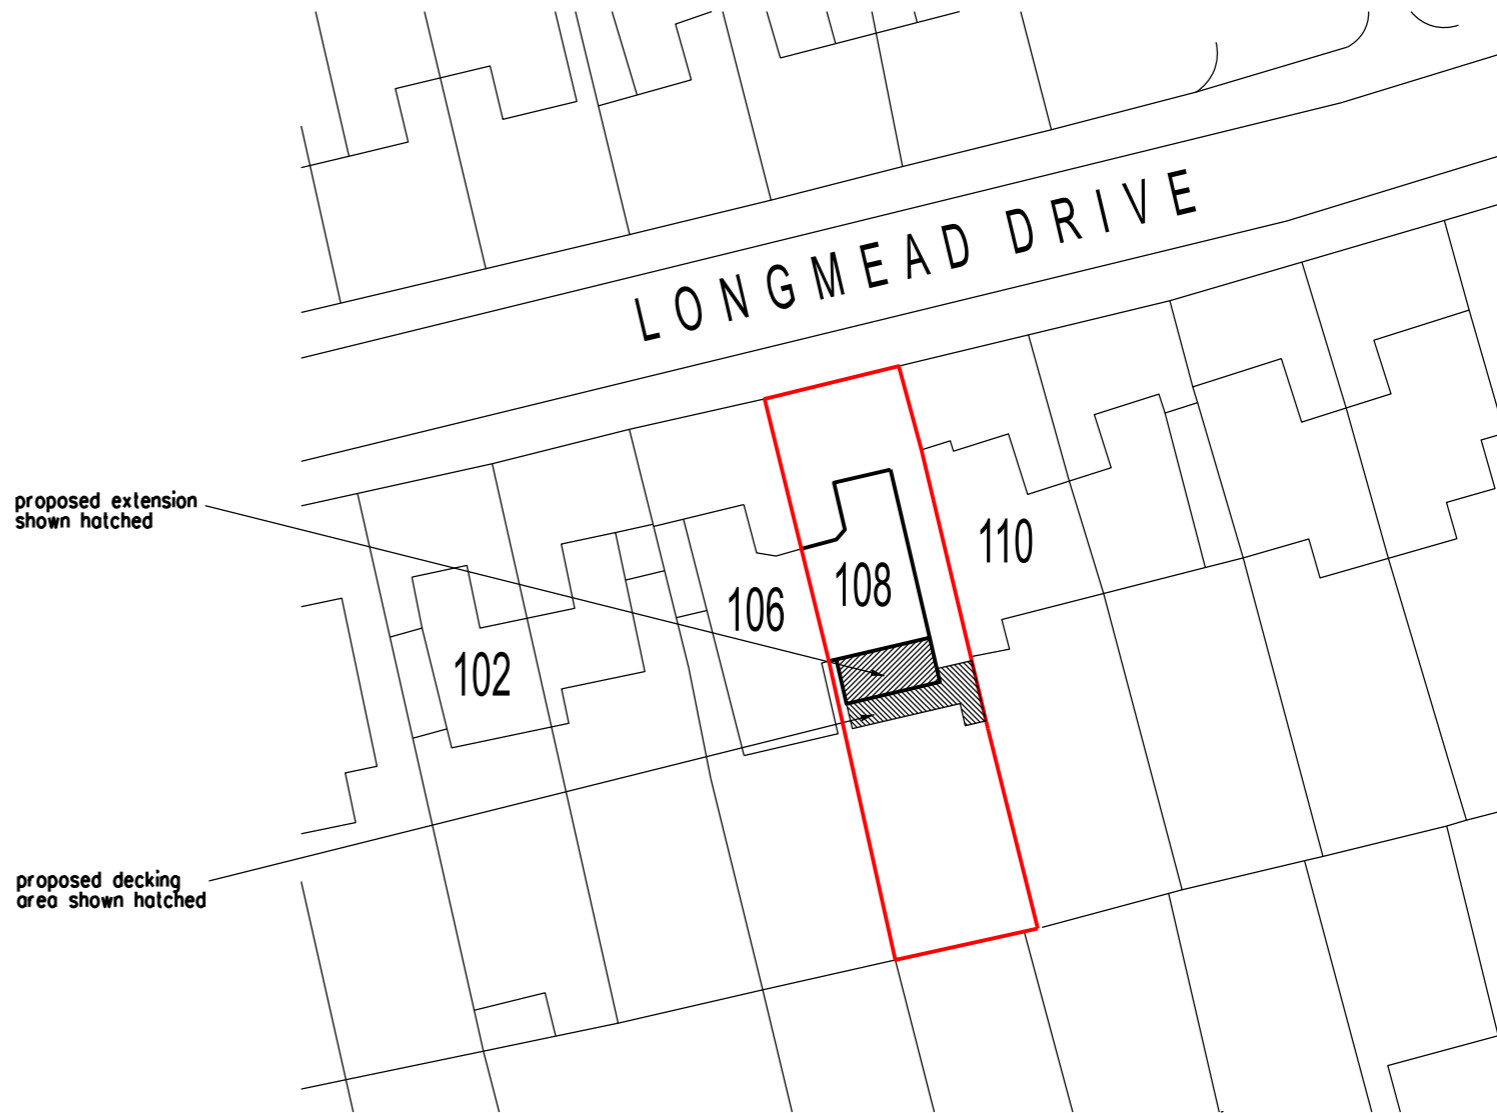 LONGMEAD DRIVE
proposed extension
shown hatched
110
108
106
102
proposed decking
area shown hatched